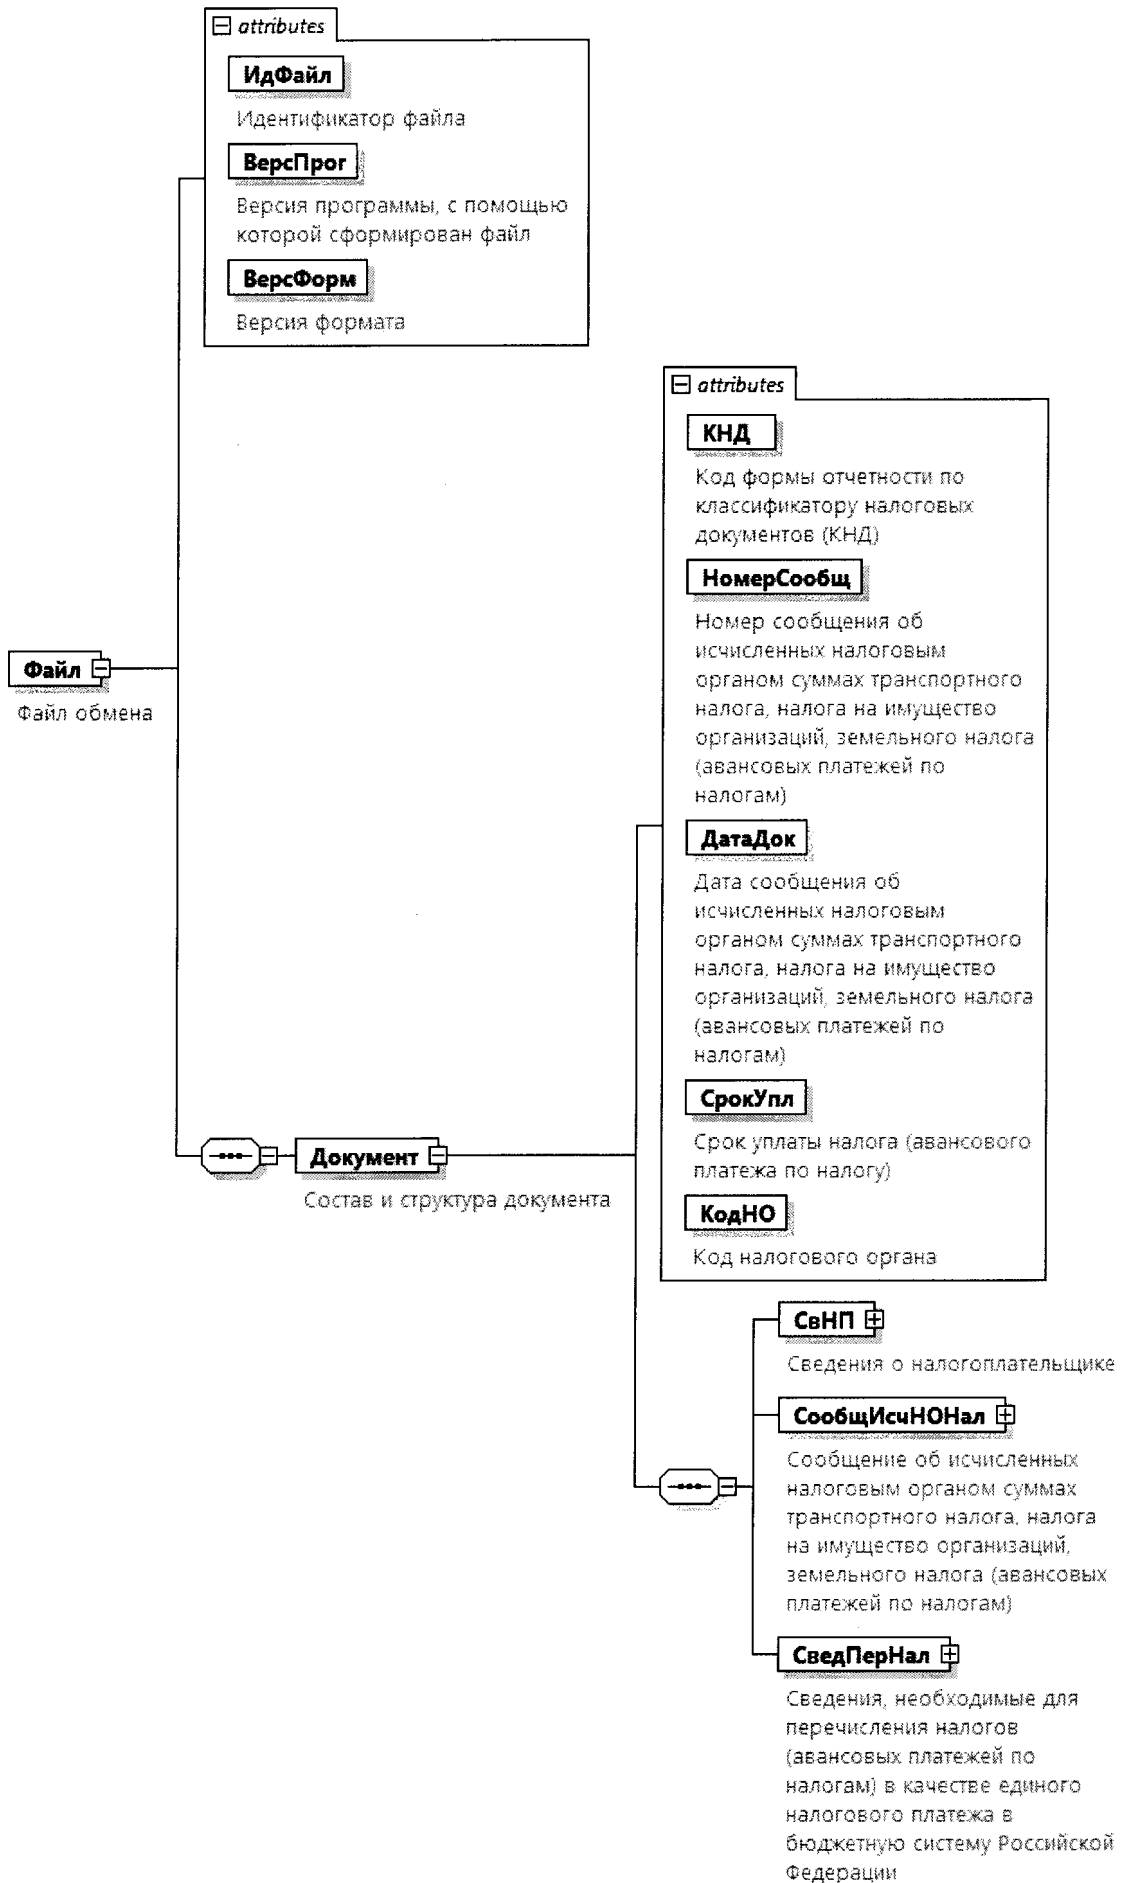 attributes
ИдФайл
Идентификатор файла
ВерсПрог
Версия программы, с помощью
которой сформирован файл
ВерсФорм
Версия формата
Файл
Файл обмена
Документ
Состав и структура документа
attributes
КНД
Код формы отчетности по
классификатору налоговых
документов (КНД)
НомерСообщ
Номер сообщения об
исчисленных налоговым
органом суммах транспортного
налога, налога на имущество
организаций, земельного налога
(авансовых платежей по
налогам)
ДатаДок
Дата сообщения об
исчисленных налоговым
органом суммах транспортного
налога, налога на имущество
организаций, земельного налога
(авансовых платежей по
налогам)
СрокУпл
Срок уплаты налога (авансового
платежа по налогу)
КодНО
Код налогового органа
СвНП
Сведения о налогоплательщике
СообщИсчНОНал
Сообщение об исчисленных
налоговым органом суммах
транспортного налога, налога
на имущество организаций,
земельного налога (авансовых
платежей по налогам)
СведПерНал
Сведения, необходимые для
перечисления налогов
(авансовых платежей по
налогам) в качестве единого
налогового платежа в
бюджетную систему Российской
Федерации